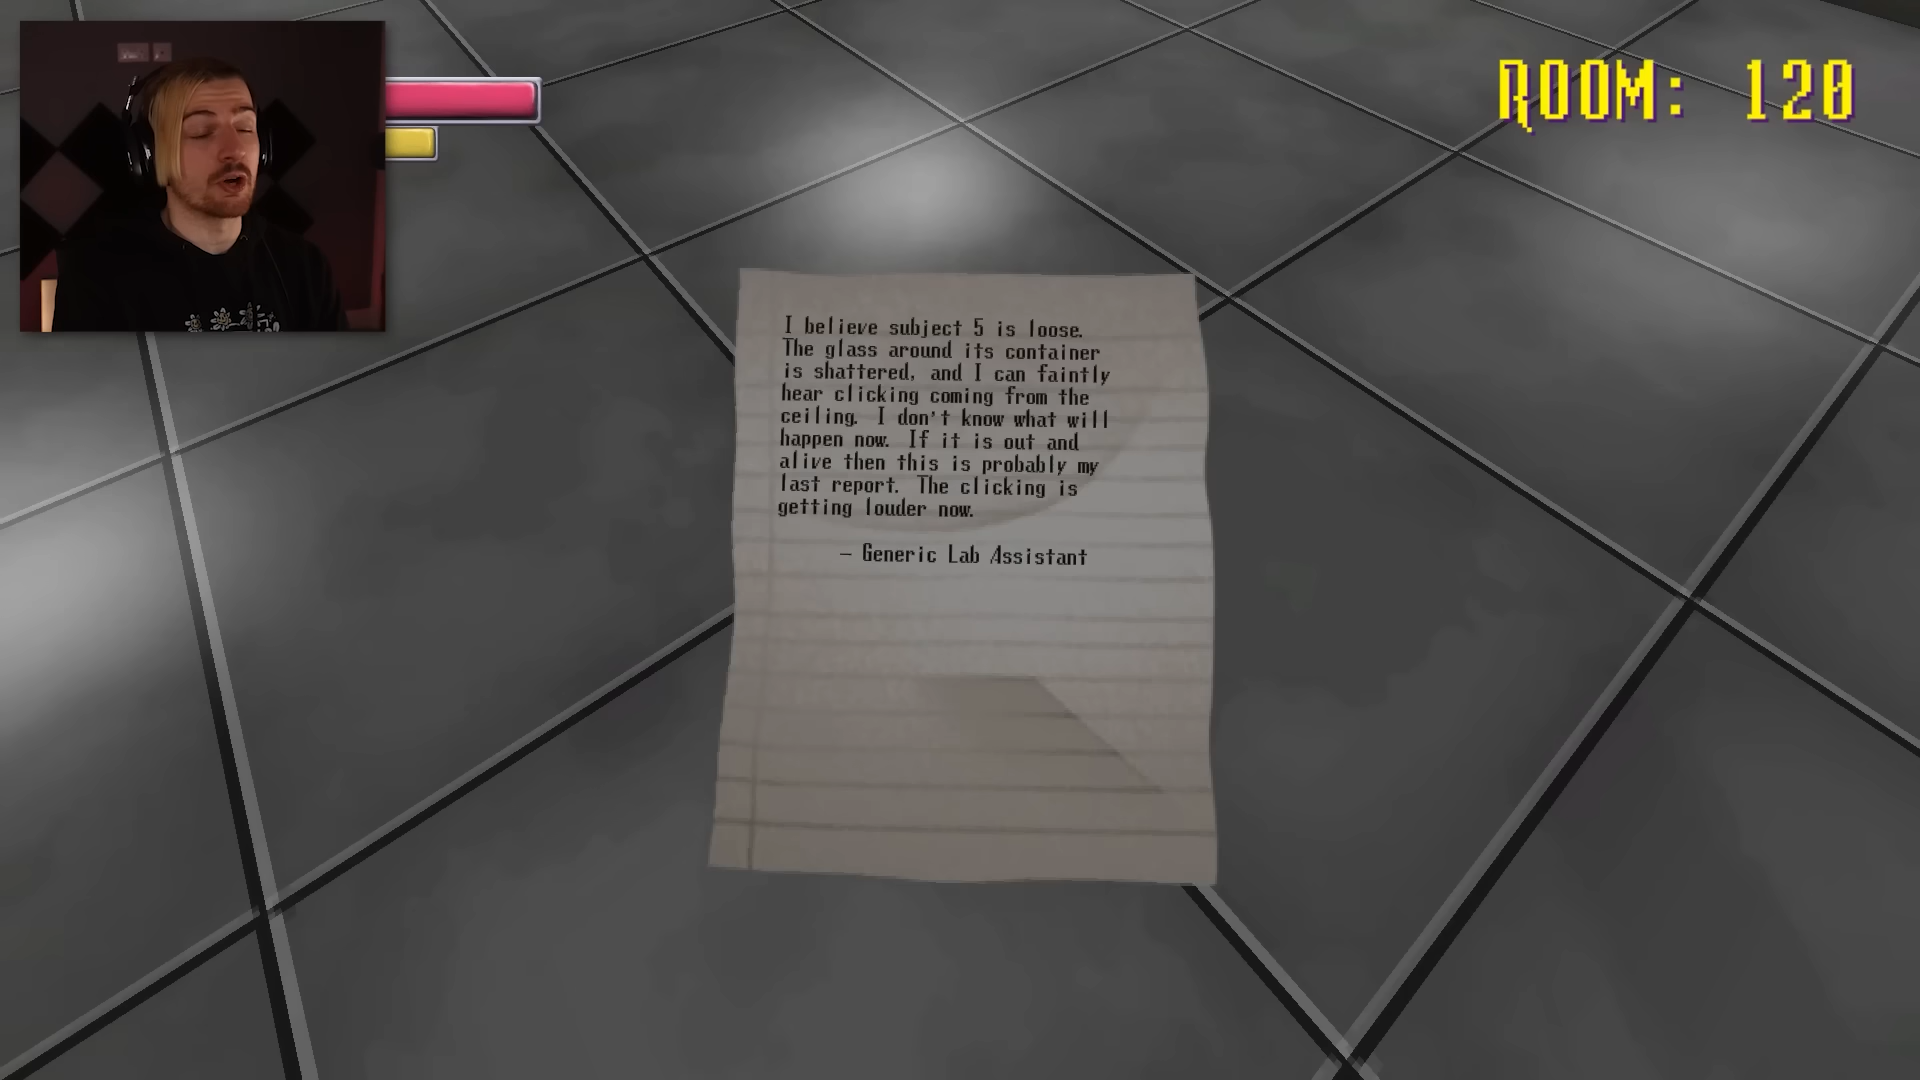 ROOM: 120
I believe subject 5 is loose.
The glass around its container
is shattered, and I can faintly
hear clicking coming from the
ceiling. I don't know what will
happen now. If it is out and
alive then this is probably my
last report. The clicking is
getting louder now.
- Generic Lab Assistant